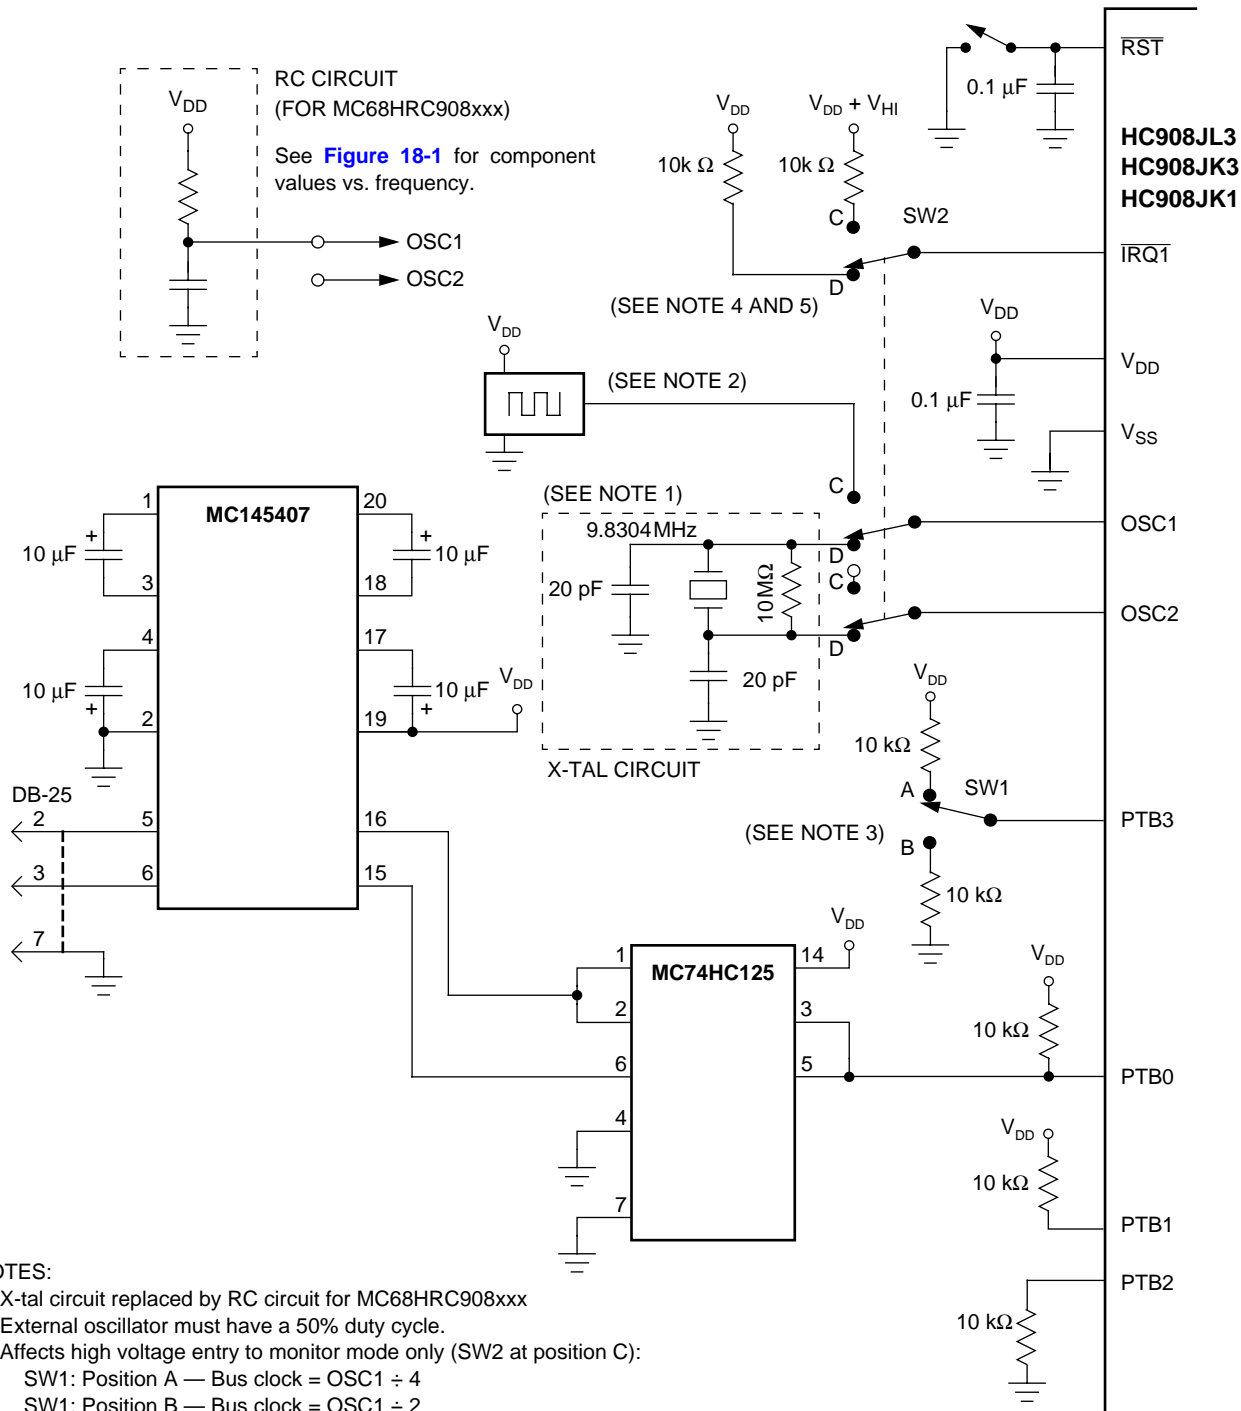 RST
0.1 μF
HC908JL3
HC908JK3
HC908JK1
RC CIRCUIT
(FOR MC68HRC908xxx)
VDD
See Figure 18-1 for component
values vs. frequency.
OSC1
OSC2
VDD
VDD + VHI
10k Ω
10k Ω
C
SW2
D
IRQ1
(SEE NOTE 4 AND 5)
VDD
VDD
0.1 μF
VSS
VDD
(SEE NOTE 2)
C
(SEE NOTE 1)
9.8304MHz
D
OSC1
20 pF
10MΩ
C
D
OSC2
20 pF
X-TAL CIRCUIT
MC145407
1
20
+
+
10 μF
10 μF
3
18
4
17
10 μF
10 μF
VDD
+
+
2
19
DB-25
2
5
16
3
6
15
7
VDD
10 kΩ
A
SW1
PTB3
(SEE NOTE 3)
B
10 kΩ
VDD
1
MC74HC125
14
2
3
6
5
4
7
VDD
10 kΩ
PTB0
VDD
10 kΩ
PTB1
PTB2
10 kΩ
OTES:
X-tal circuit replaced by RC circuit for MC68HRC908xxx
External oscillator must have a 50% duty cycle.
Affects high voltage entry to monitor mode only (SW2 at position C):
SW1: Position A — Bus clock = OSC1 ÷ 4
SW1: Position B — Bus clock = OSC1 ÷ 2